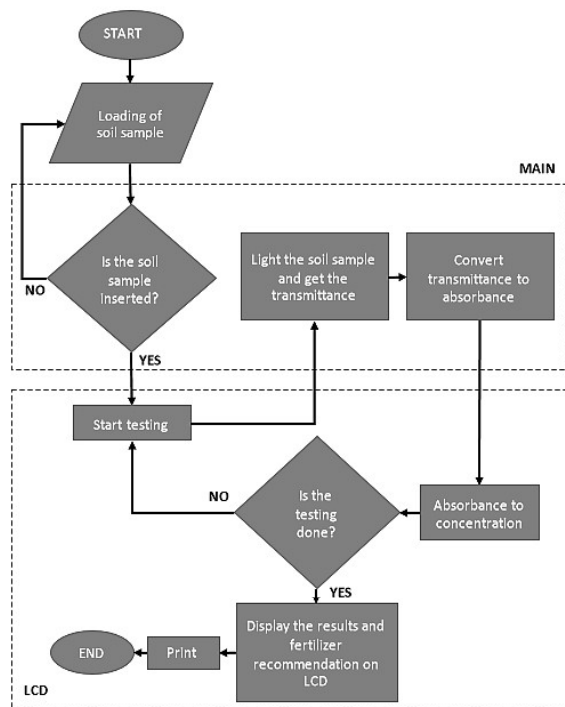 START
Loading of
soil sample
MAIN
Is the soil
sample
inserted?
NO
YES
Light the soil sample
and get the
transmittance
Convert
transmittance to
absorbance
Start testing
NO
Is the
testing
done?
YES
Absorbance to
concentration
Display the results and
fertilizer
recommendation on
LCD
Print
END
LCD